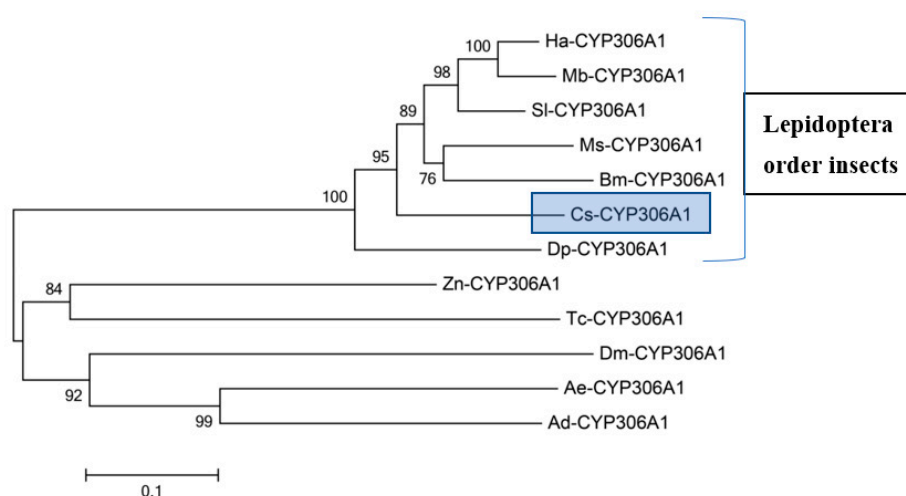 100
Ha-CYP306A1
98
Mb-CYP306A1
89
Sl-CYP306A1
95
Ms-CYP306A1
76
Bm-CYP306A1
100
Cs-CYP306A1
Dp-CYP306A1
Lepidoptera
order insects
84
Zn-CYP306A1
Tc-CYP306A1
Dm-CYP306A1
92
Ae-CYP306A1
99
Ad-CYP306A1
0.1